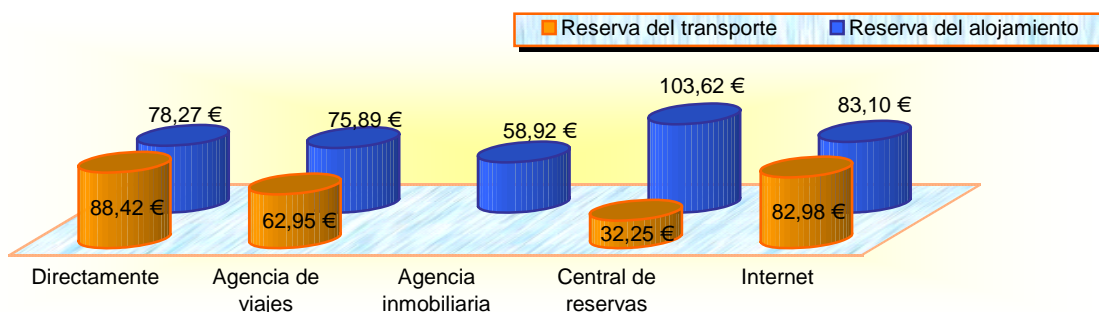 Reserva del transporte
Reserva del alojamiento
78,27 €
75,89 €
58,92 €
103,62 €
83,10 €
88,42 €
62,95 €
32,25 €
82,98 €
Directamente
Agencia de
viajes
Agencia
inmobiliaria
Central de
reservas
Internet